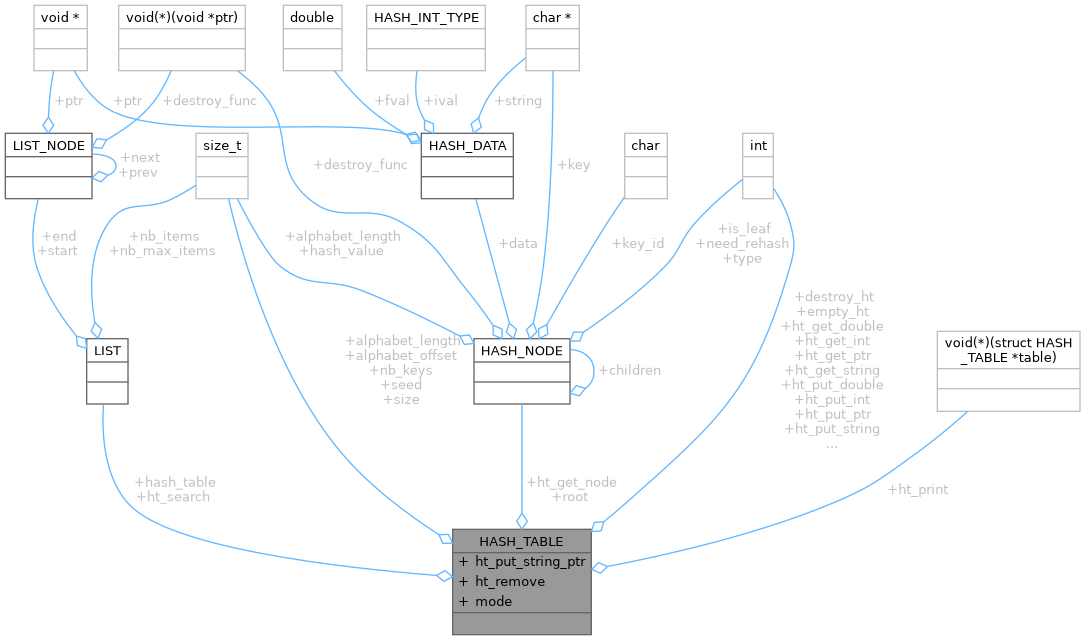 void *
void(*)(void *ptr)
double
HASH_INT_TYPE
char *
+ptr
+ptr
+destroy_func
+fval
+ival
+string
LIST_NODE
size_t
HASH_DATA
char
int
+next
+prev
+destroy_func
+key
+end
+start
+nb_items
+nb_max_items
+alphabet_length
+hash_value
+data
+key_id
+is_leaf
+need_rehash
+type
+destroy_ht
+empty_ht
+ht_get_double
+ht_get_int
+ht_get_ptr
+ht_get_string
+ht_put_double
+ht_put_int
+ht_put_ptr
+ht_put_string
...
LIST
+alphabet_length
+alphabet_offset
+nb_keys
+seed
+size
HASH_NODE
+children
void(*)(struct HASH
_TABLE *table)
+hash_table
+ht_search
+ht_get_node
+root
+ht_print
HASH_TABLE
+ ht_put_string_ptr
+ ht_remove
+ mode